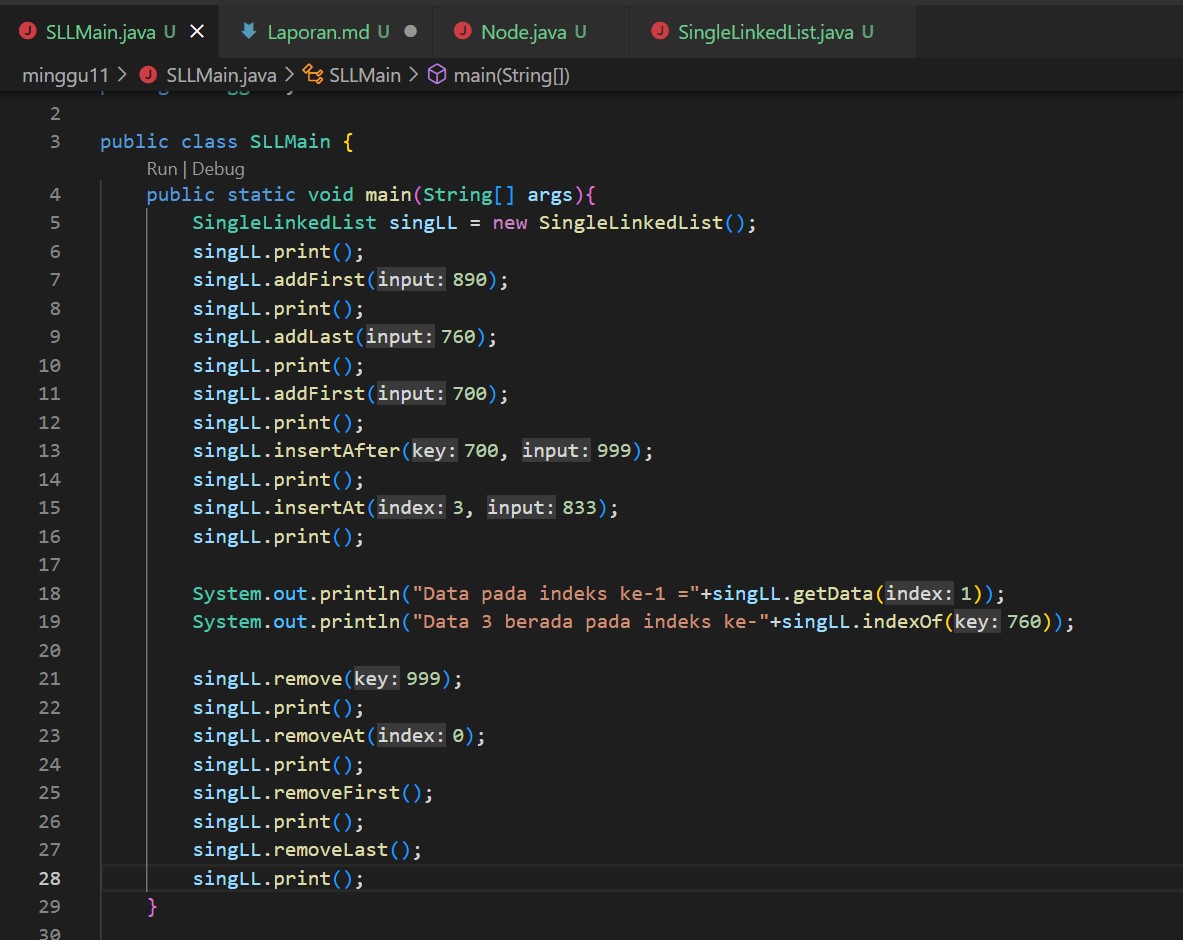 SLLMain.java U × Laporan.md U ● Node.java U SingleLinkedList.java U
minggu11 > SLLMain.java > SLLMain > main(String[])
2
3 public class SLLMain {
Run | Debug
4 public static void main(String[] args){
5 SingleLinkedList singLL = new SingleLinkedList();
6 singLL.print();
7 singLL.addFirst(input: 890);
8 singLL.print();
9 singLL.addLast(input: 760);
10 singLL.print();
11 singLL.addFirst(input: 700);
12 singLL.print();
13 singLL.insertAfter(key: 700, input: 999);
14 singLL.print();
15 singLL.insertAt(index: 3, input: 833);
16 singLL.print();
17
18 System.out.println("Data pada indeks ke-1 ="+singLL.getData(index: 1));
19 System.out.println("Data 3 berada pada indeks ke-"+singLL.indexOf(key: 760));
20
21 singLL.remove(key: 999);
22 singLL.print();
23 singLL.removeAt(index: 0);
24 singLL.print();
25 singLL.removeFirst();
26 singLL.print();
27 singLL.removeLast();
28 singLL.print();
29 }
30